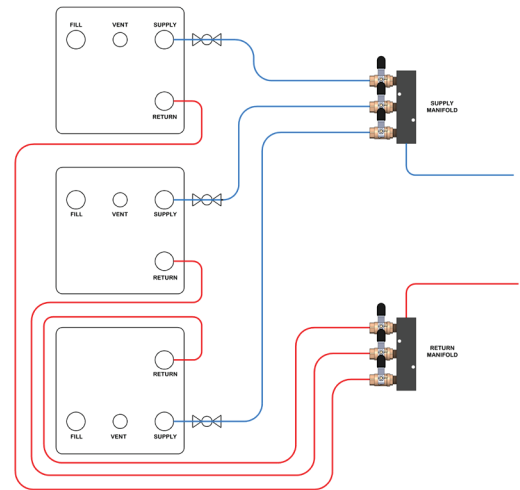 FILL VENT SUPPLY
RETURN
SUPPLY
MANIFOLD
FILL VENT SUPPLY
RETURN
RETURN
MANIFOLD
RETURN
FILL VENT SUPPLY